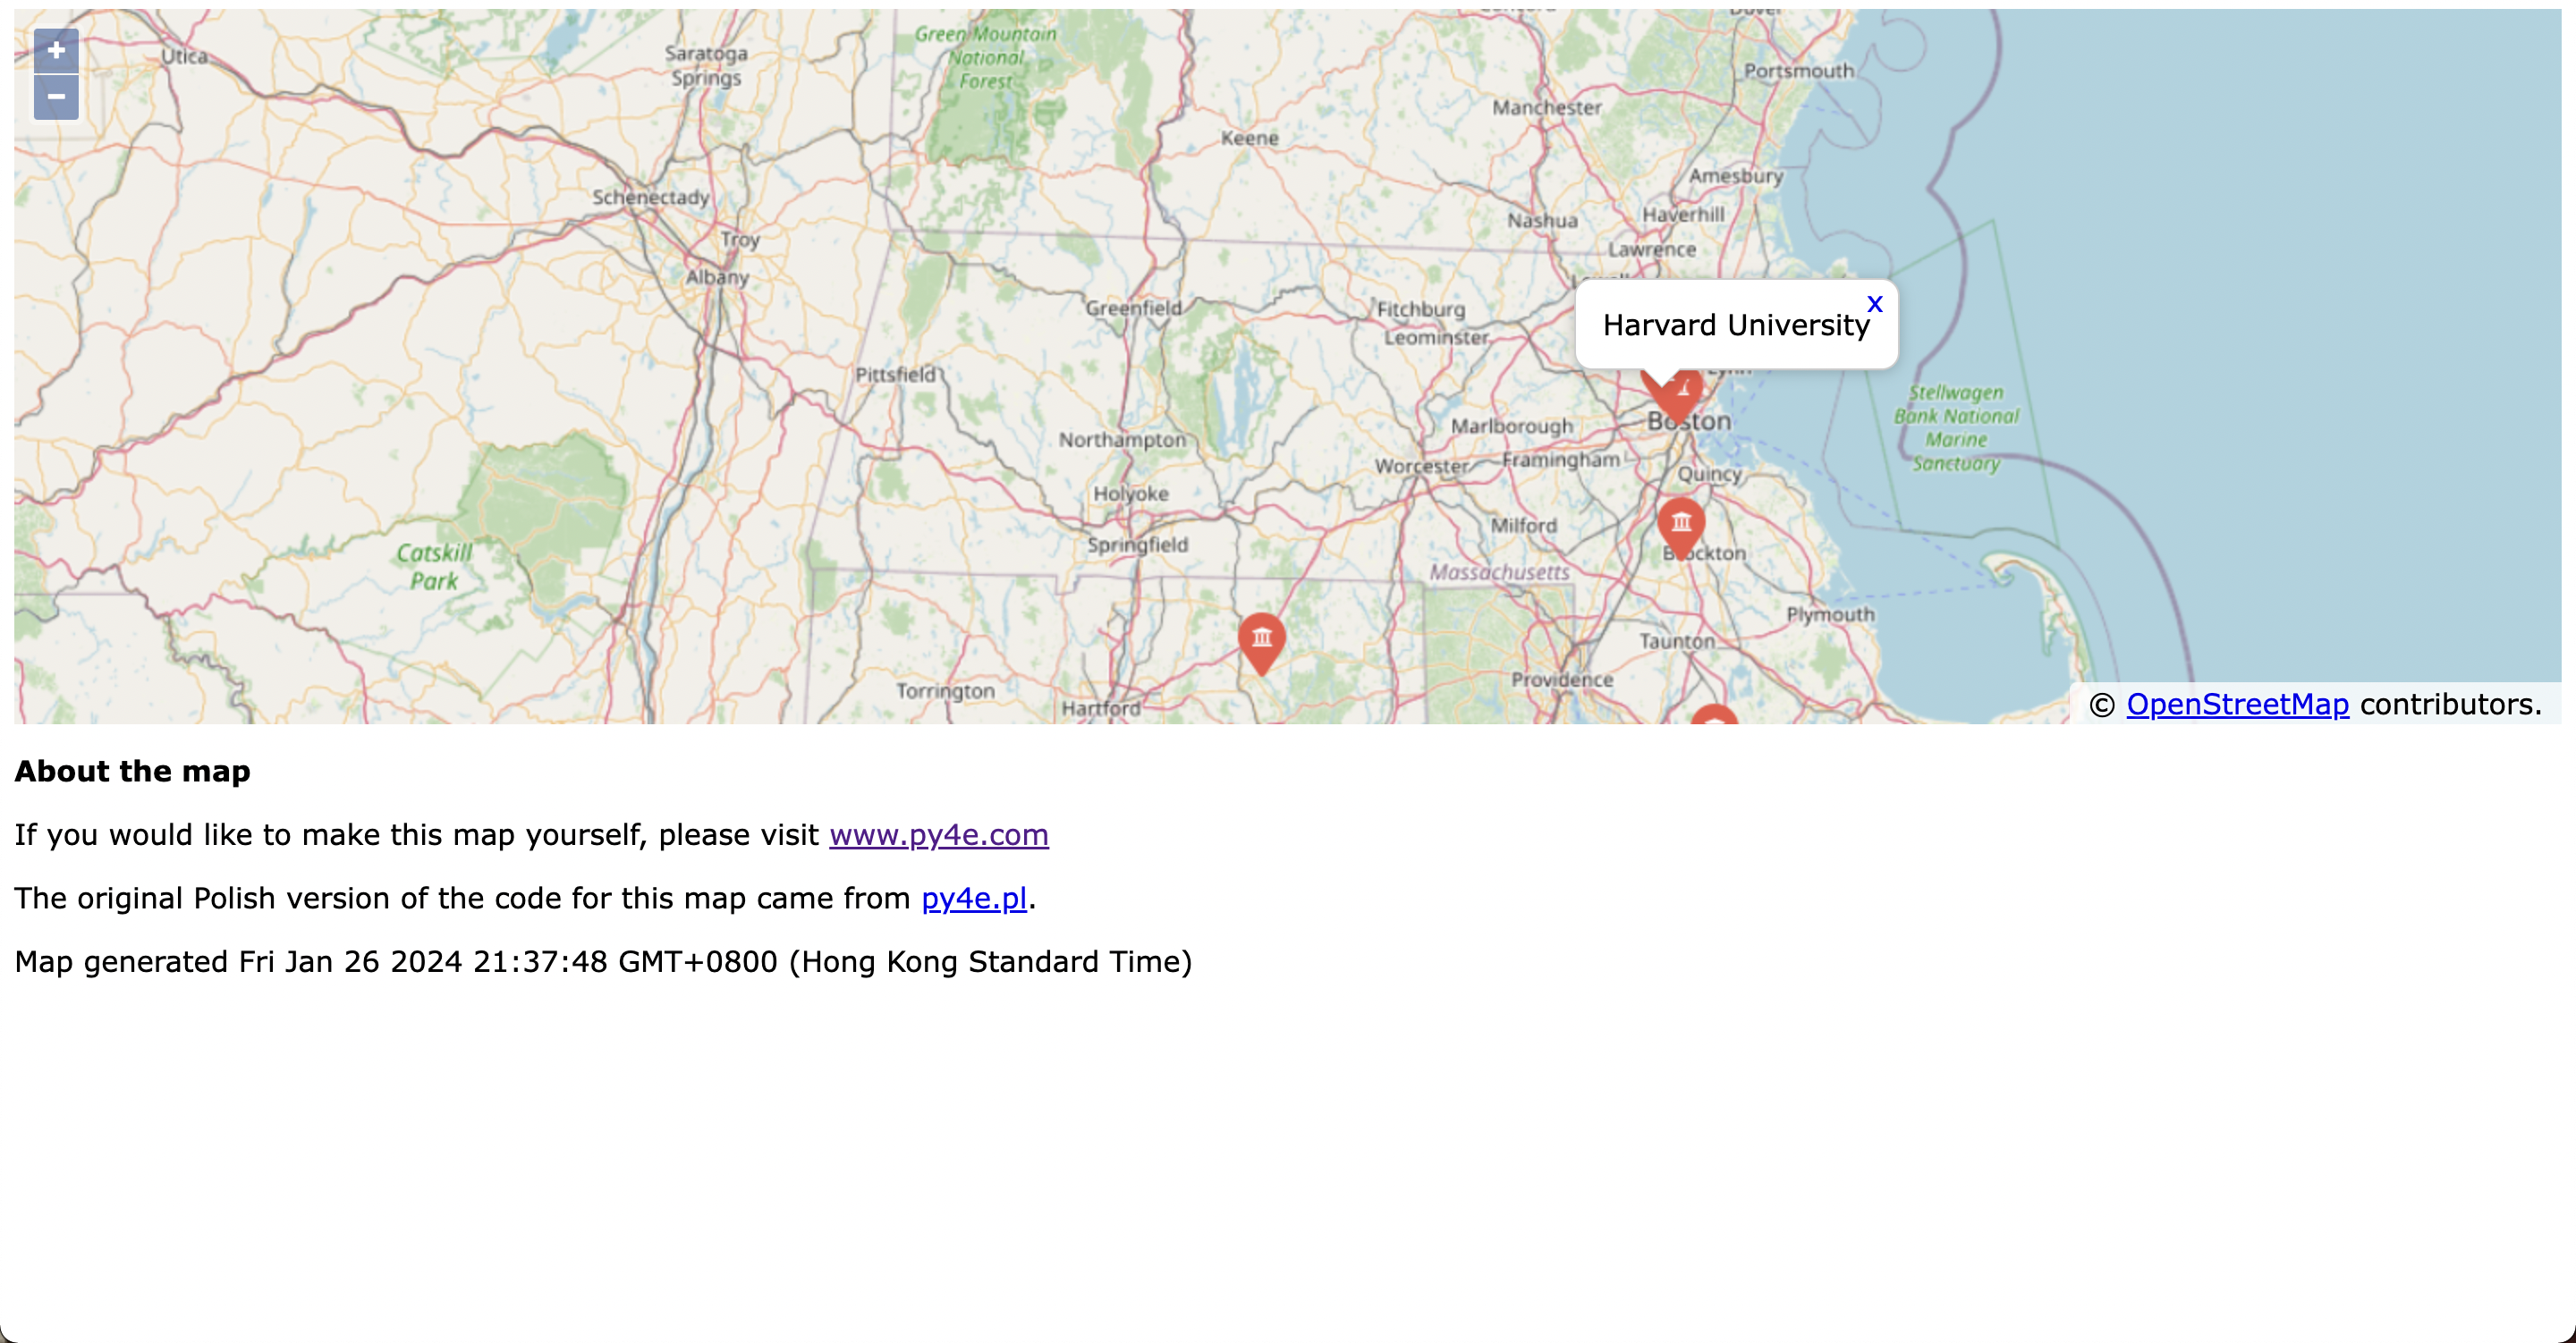 +
−
Utica
Saratoga
Springs
Green Mountain
National
Forest
Portsmouth
Manchester
Keene
Amesbury
Schenectady
Nashua
Haverhill
Troy
Lawrence
Albany
x
Harvard University
Greenfield
Fitchburg
Leominster
Pittsfield
Boston
Stellwagen
Bank National
Marine
Sanctuary
Marlborough
Northampton
Worcester
Framingham
Quincy
Holyoke
Milford
Springfield
Catskill
Park
Brockton
Massachusetts
Plymouth
Taunton
Torrington
Providence
Hartford
© OpenStreetMap contributors.
About the map
If you would like to make this map yourself, please visit www.py4e.com
The original Polish version of the code for this map came from py4e.pl.
Map generated Fri Jan 26 2024 21:37:48 GMT+0800 (Hong Kong Standard Time)